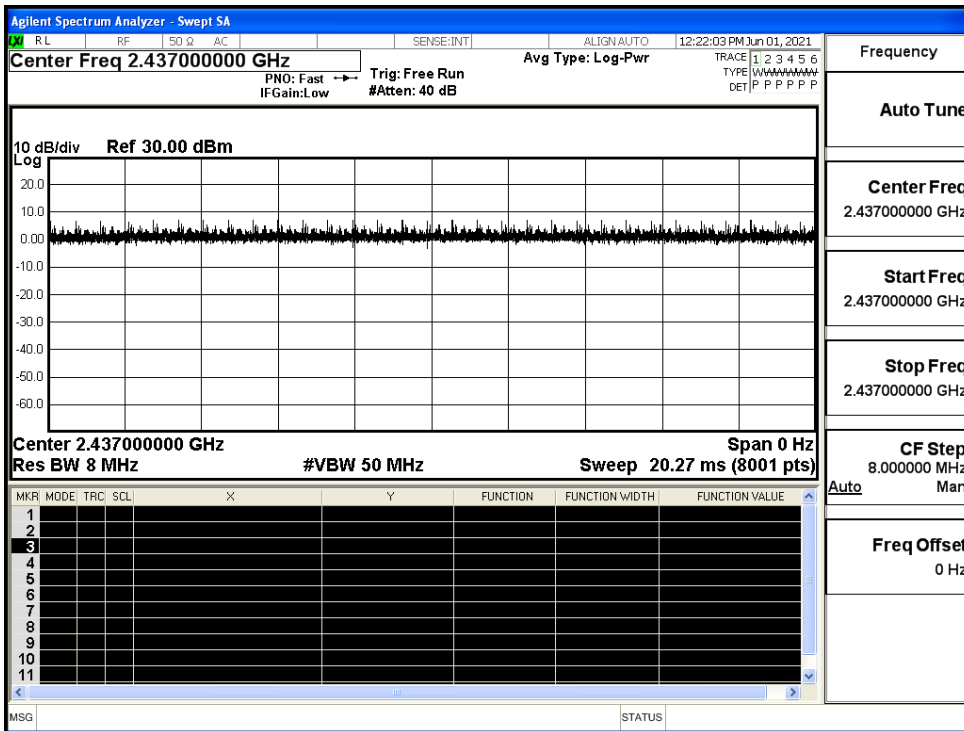 Agilent Spectrum Analyzer - Swept SA
LXI RL RF 50 Ω AC SENSE:INT ALIGN AUTO 12:22:03 PM Jun 01, 2021
Center Freq 2.437000000 GHz
PNO: Fast
IFGain:Low
Trig: Free Run
#Atten: 40 dB
Avg Type: Log-Pwr
TRACE 1 2 3 4 5 6
TYPE
DET P P P P P P
10 dB/div Ref 30.00 dBm
Log
20.0
10.0
0.00
-10.0
-20.0
-30.0
-40.0
-50.0
-60.0
Center 2.437000000 GHz Span 0 Hz
Res BW 8 MHz #VBW 50 MHz Sweep 20.27 ms (8001 pts)
MKR MODE TRC SCL X Y FUNCTION FUNCTION WIDTH FUNCTION VALUE
1
2
3
4
5
6
7
8
9
10
11
MSG STATUS
Frequency
Auto Tune
Center Freq
2.437000000 GHz
Start Freq
2.437000000 GHz
Stop Freq
2.437000000 GHz
CF Step
8.000000 MHz
Auto Man
Freq Offset
0 Hz